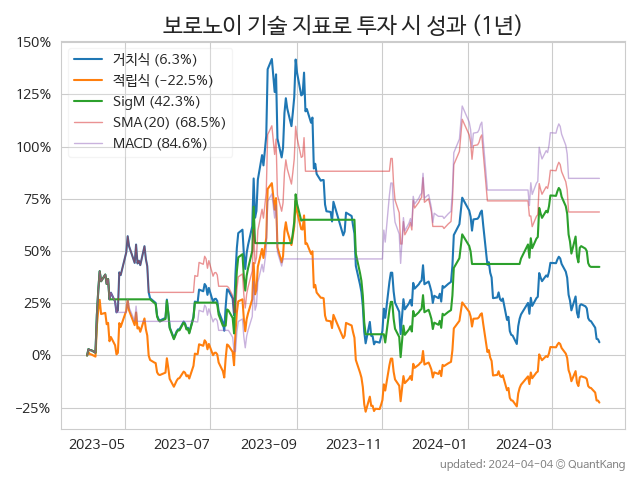 보로노이 기술 지표로 투자 시 성과 (1년)
150%
125%
100%
75%
50%
25%
0%
−25%
거치식 (6.3%)
적립식 (−22.5%)
SigM (42.3%)
SMA(20) (68.5%)
MACD (84.6%)
2023-05
2023-07
2023-09
2023-11
2024-01
2024-03
updated: 2024-04-04 ⓒ QuantKang